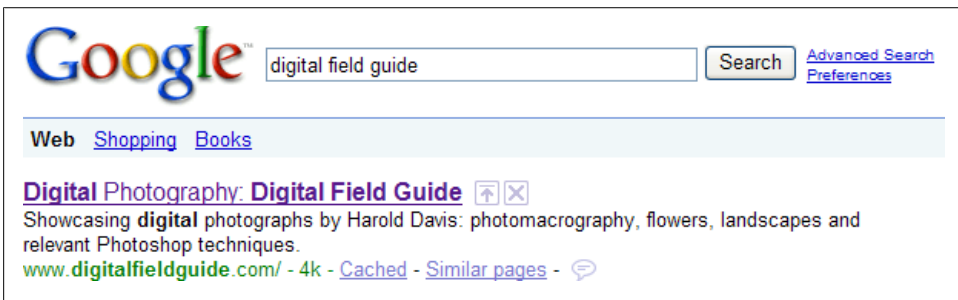 Google™ digital field guide Search Advanced Search
Preferences
Web Shopping Books
Digital Photography: Digital Field Guide
Showcasing digital photographs by Harold Davis: photomacrography, flowers, landscapes and
relevant Photoshop techniques.
www.digitalfieldguide.com/ - 4k - Cached - Similar pages -